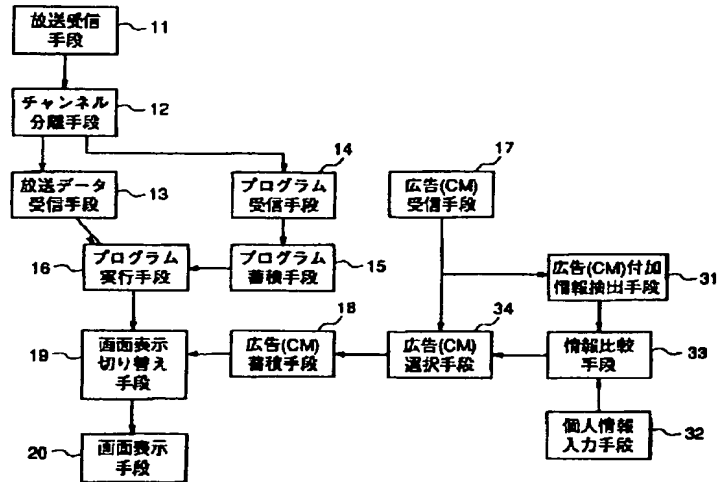 放送受信
手段
11
チャンネル
分離手段
12
放送データ
受信手段
13
プログラム
受信手段
14
広告(CM)
受信手段
17
プログラム
実行手段
16
プログラム
蓄積手段
15
広告(CM)付加
情報抽出手段
31
画面表示
切り替え
手段
19
広告(CM)
蓄積手段
18
広告(CM)
選択手段
34
情報比較
手段
33
画面表示
手段
20
個人情報
入力手段
32